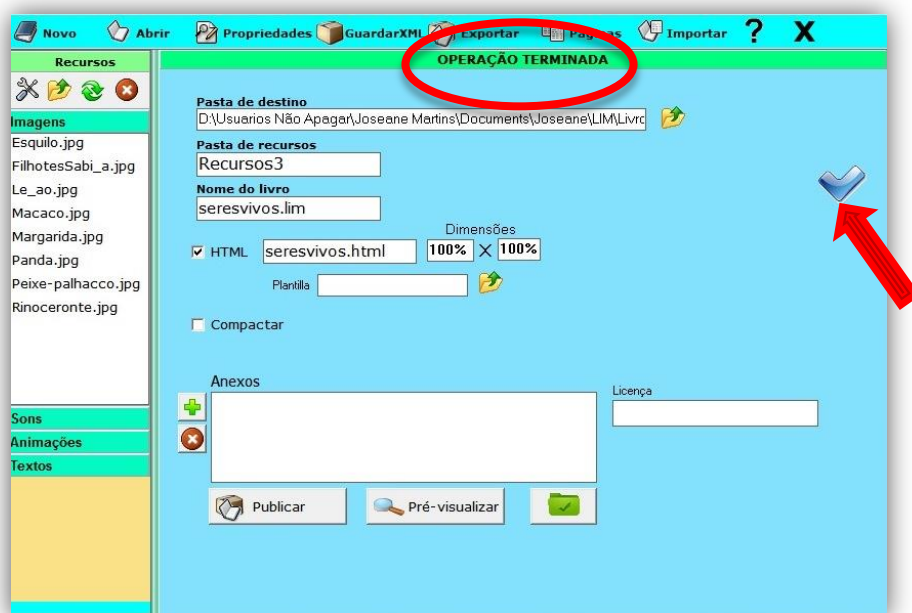 Novo Abrir Propriedades GuardarXML Exportar Páginas Importar ? X
Recursos
OPERAÇÃO TERMINADA
Imagens
Esquilo.jpg
FilhotesSabi_a.jpg
Le_ao.jpg
Macaco.jpg
Margarida.jpg
Panda.jpg
Peixe-palhacco.jpg
Rinoceronte.jpg
Sons
Animações
Textos
Pasta de destino
D:\Usuarios Não Apagar\Joseane Martins\Documents\Joseane\LIM\Livro
Pasta de recursos
Recursos3
Nome do livro
seresvivos.lim
Dimensões
HTML seresvivos.html 100% X 100%
Plantilla
Compactar
Anexos
Licença
Publicar Pré-visualizar